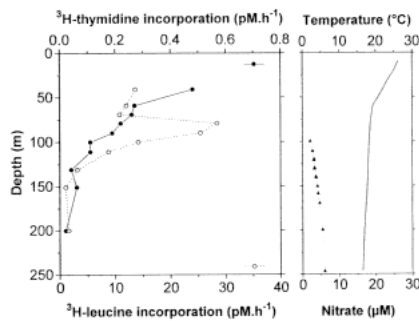 ³H-thymidine incorporation (pM.h⁻¹) Temperature (°C)
0.0 0.2 0.4 0.6 0.8 0 10 20 30
0
50
100
150
200
250
Depth (m)
0 10 20 30 40 0 10 20 30
³H-leucine incorporation (pM.h⁻¹) Nitrate (µM)